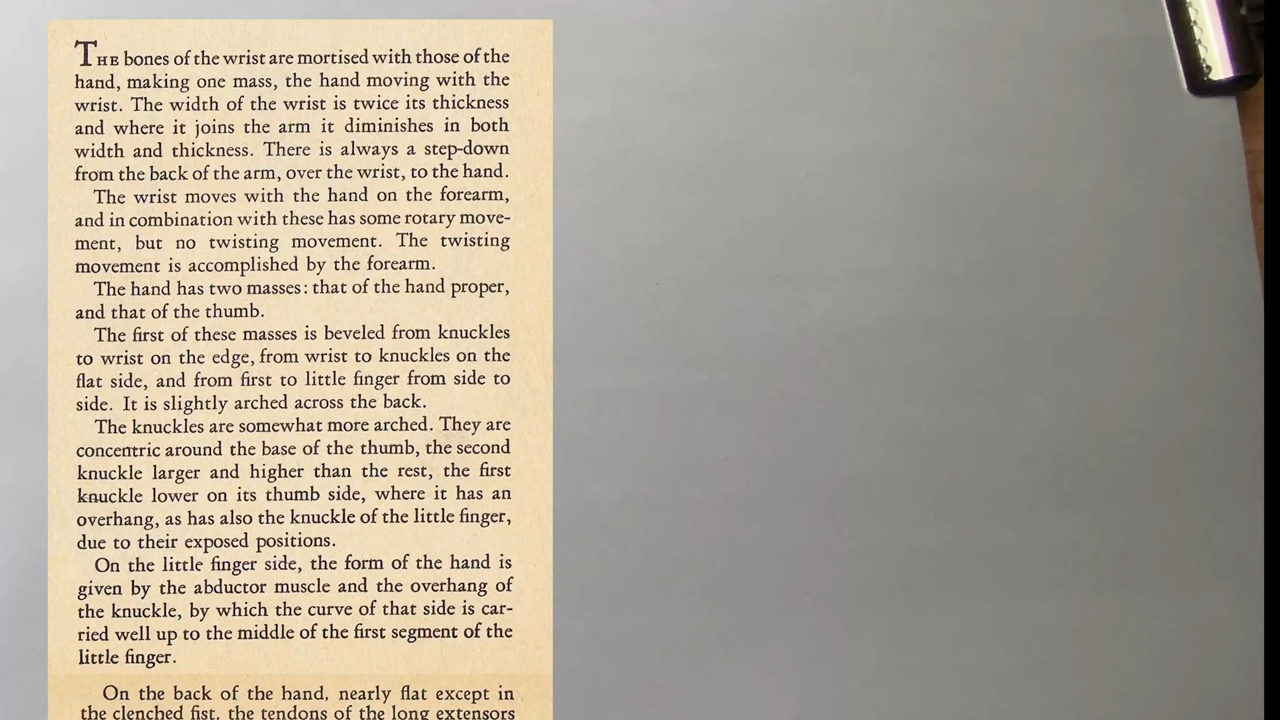 THE bones of the wrist are mortised with those of the
hand, making one mass, the hand moving with the
wrist. The width of the wrist is twice its thickness
and where it joins the arm it diminishes in both
width and thickness. There is always a step-down
from the back of the arm, over the wrist, to the hand.
The wrist moves with the hand on the forearm,
and in combination with these has some rotary move-
ment, but no twisting movement. The twisting
movement is accomplished by the forearm.
The hand has two masses: that of the hand proper,
and that of the thumb.
The first of these masses is beveled from knuckles
to wrist on the edge, from wrist to knuckles on the
flat side, and from first to little finger from side to
side. It is slightly arched across the back.
The knuckles are somewhat more arched. They are
concentric around the base of the thumb, the second
knuckle larger and higher than the rest, the first
knuckle lower on its thumb side, where it has an
overhang, as has also the knuckle of the little finger,
due to their exposed positions.
On the little finger side, the form of the hand is
given by the abductor muscle and the overhang of
the knuckle, by which the curve of that side is car-
ried well up to the middle of the first segment of the
little finger.
On the back of the hand, nearly flat except in
the clenched fist, the tendons of the long extensors